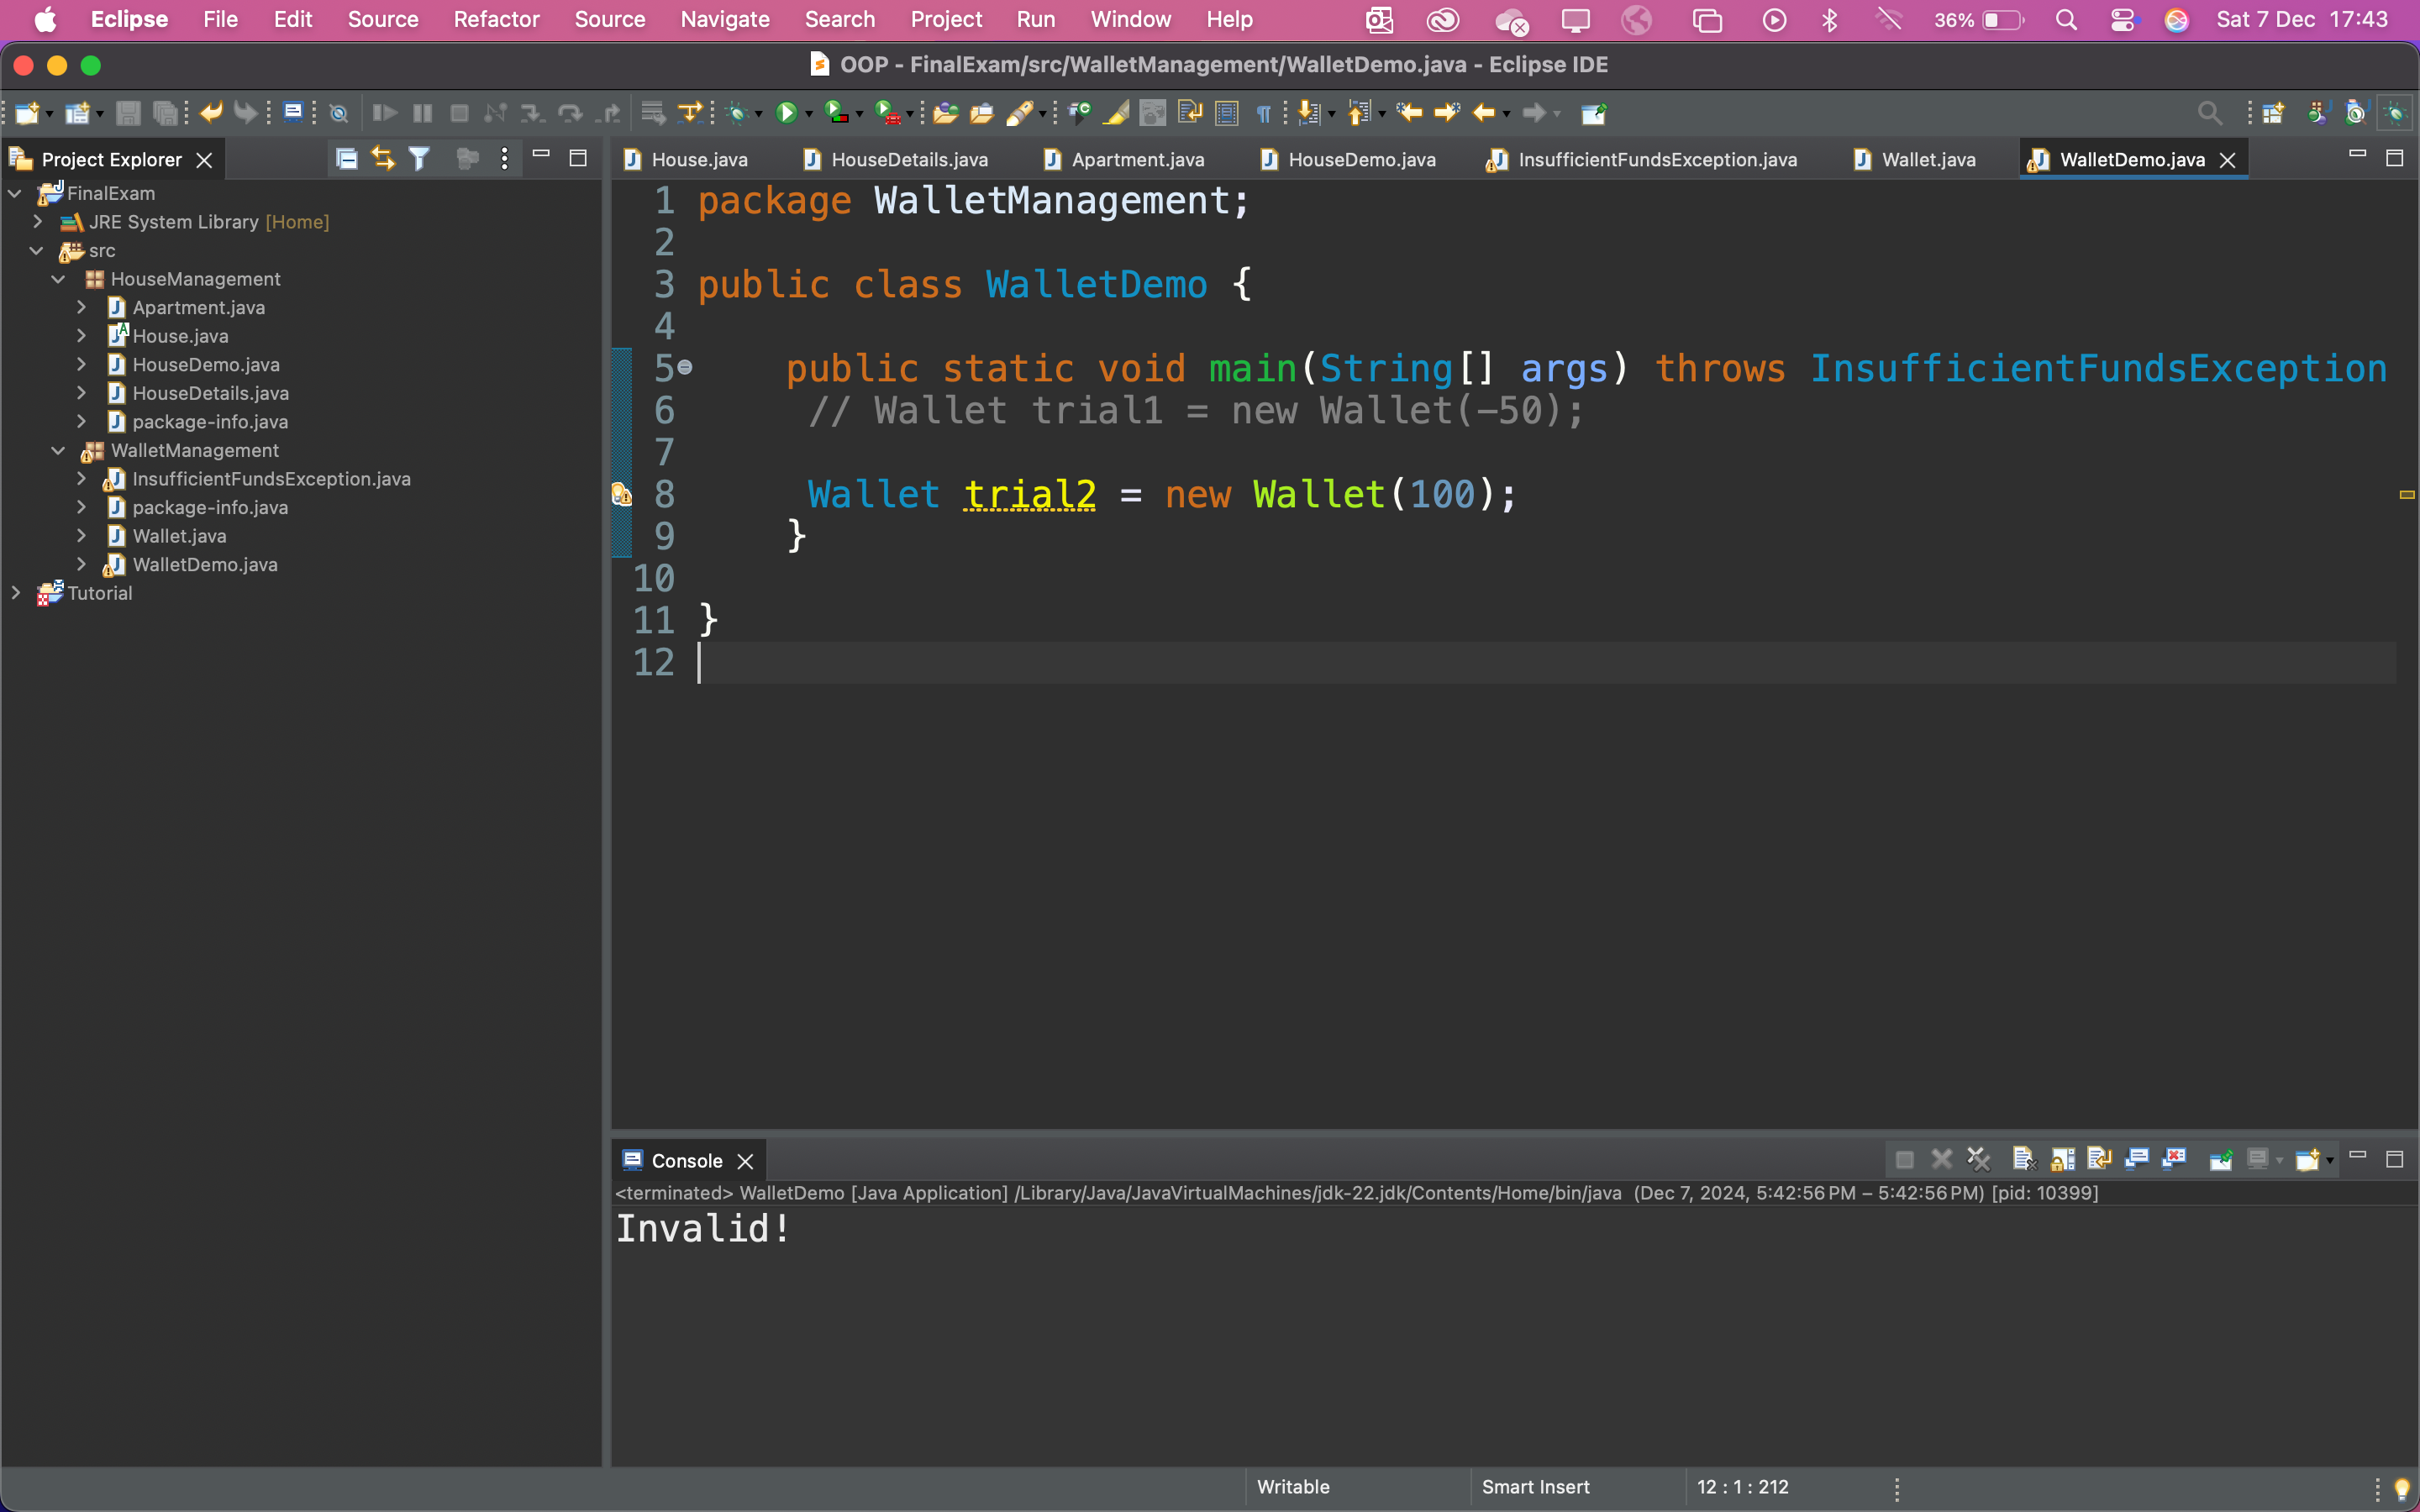 Eclipse File Edit Source Refactor Source Navigate Search Project Run Window Help 36% Sat 7 Dec 17:43
OOP - FinalExam/src/WalletManagement/WalletDemo.java - Eclipse IDE
Project Explorer
FinalExam
JRE System Library [Home]
src
HouseManagement
Apartment.java
House.java
HouseDemo.java
HouseDetails.java
package-info.java
WalletManagement
InsufficientFundsException.java
package-info.java
Wallet.java
WalletDemo.java
Tutorial
House.java HouseDetails.java Apartment.java HouseDemo.java InsufficientFundsException.java Wallet.java WalletDemo.java
1 package WalletManagement;
2
3 public class WalletDemo {
4
5 public static void main(String[] args) throws InsufficientFundsException
6 // Wallet trial1 = new Wallet(-50);
7
8 Wallet trial2 = new Wallet(100);
9 }
10
11 }
12
Console
<terminated> WalletDemo [Java Application] /Library/Java/JavaVirtualMachines/jdk-22.jdk/Contents/Home/bin/java (Dec 7, 2024, 5:42:56 PM – 5:42:56 PM) [pid: 10399]
Invalid!
Writable Smart Insert 12 : 1 : 212